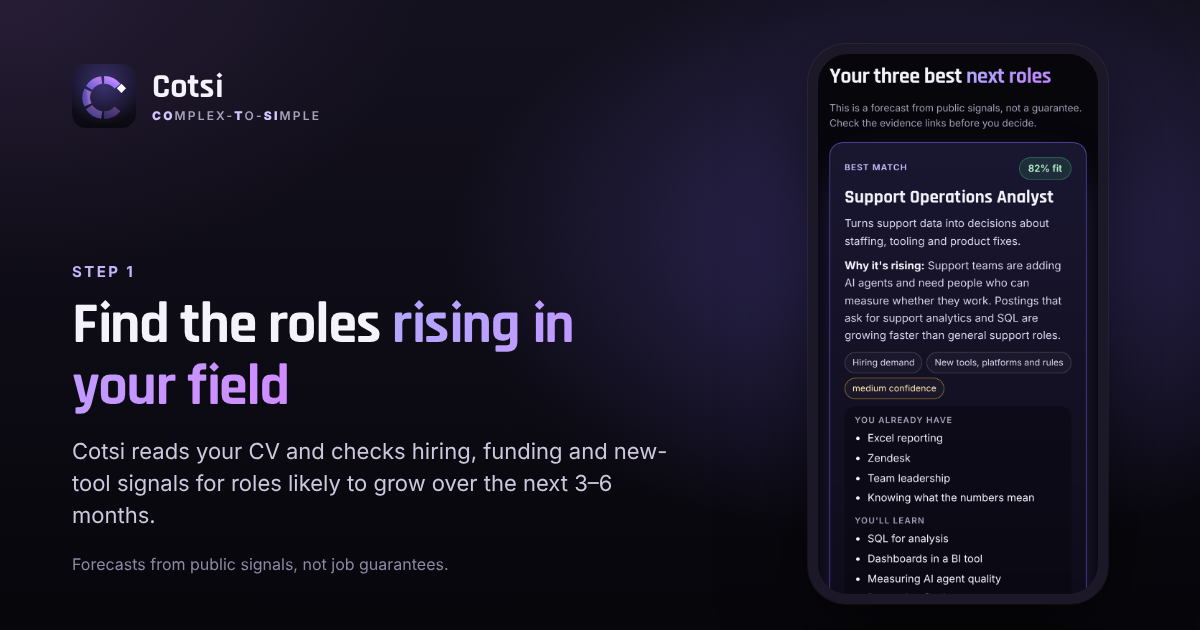 Cotsi
COMPLEX-TO-SIMPLE
STEP 1
Find the roles rising in
your field
Cotsi reads your CV and checks hiring, funding and new-
tool signals for roles likely to grow over the next 3–6
months.
Forecasts from public signals, not job guarantees.
Your three best next roles
This is a forecast from public signals, not a guarantee.
Check the evidence links before you decide.
BEST MATCH
82% fit
Support Operations Analyst
Turns support data into decisions about
staffing, tooling and product fixes.
Why it's rising: Support teams are adding
AI agents and need people who can
measure whether they work. Postings that
ask for support analytics and SQL are
growing faster than general support roles.
Hiring demand
New tools, platforms and rules
medium confidence
YOU ALREADY HAVE
• Excel reporting
• Zendesk
• Team leadership
• Knowing what the numbers mean
YOU'LL LEARN
• SQL for analysis
• Dashboards in a BI tool
• Measuring AI agent quality